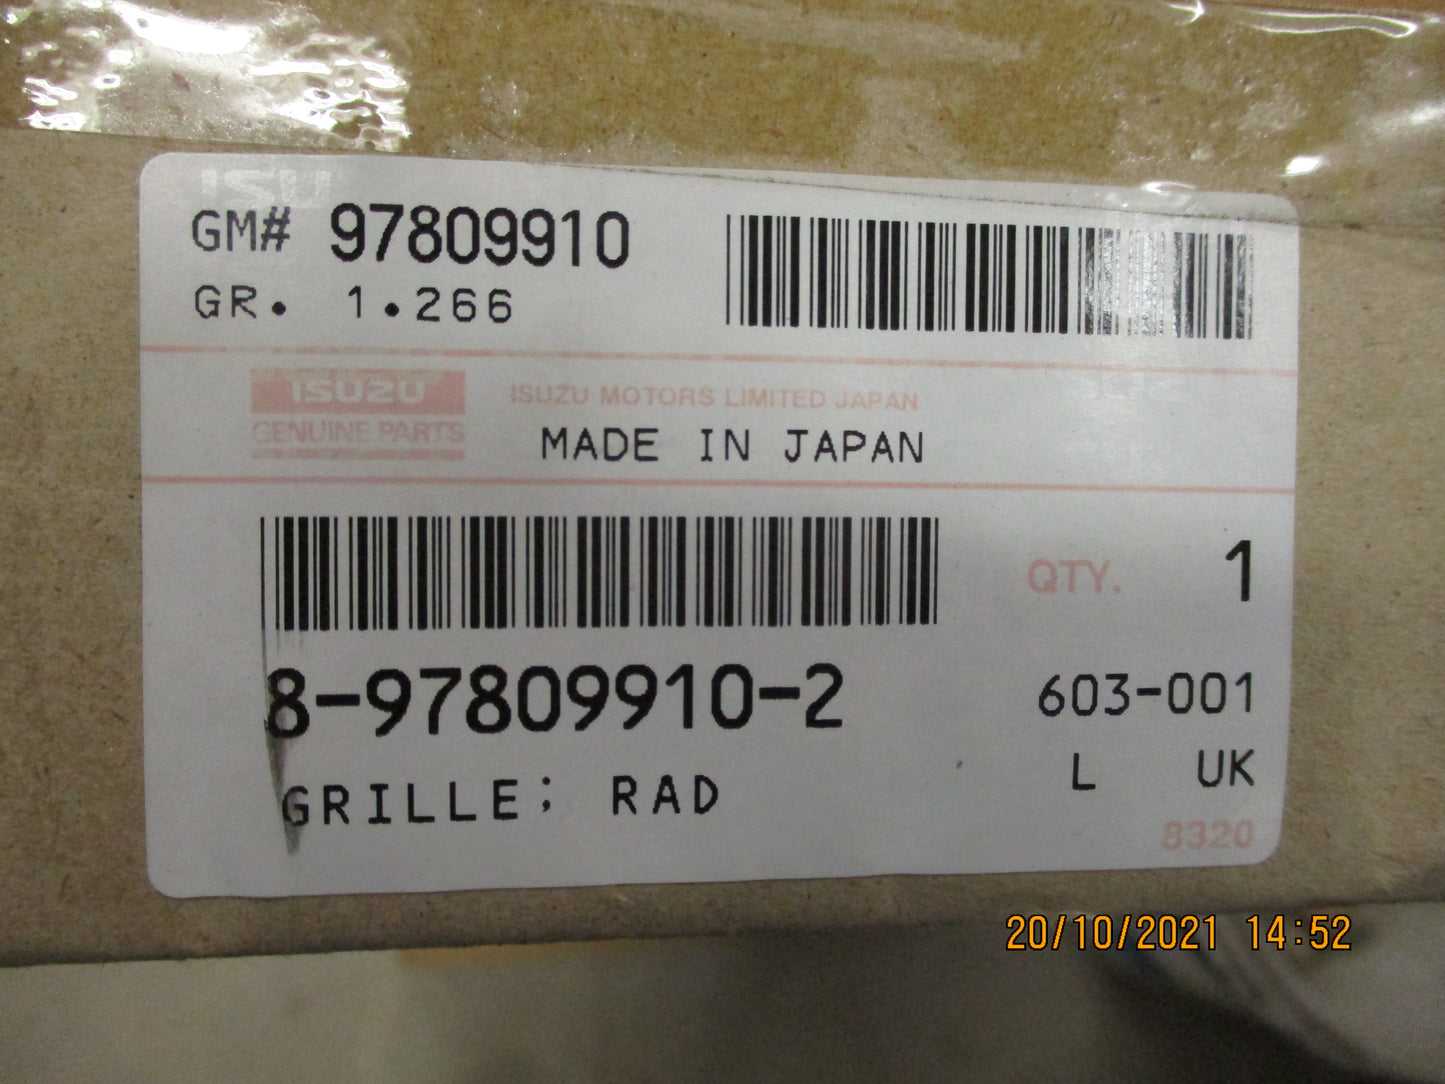 ISU
GM# 97809910
GR. 1.266
ISUZU
GENUINE PARTS
ISUZU MOTORS LIMITED JAPAN
MADE IN JAPAN
QTY. 1
8-97809910-2
603-001
GRILLE; RAD
L UK
8320
20/10/2021 14:52